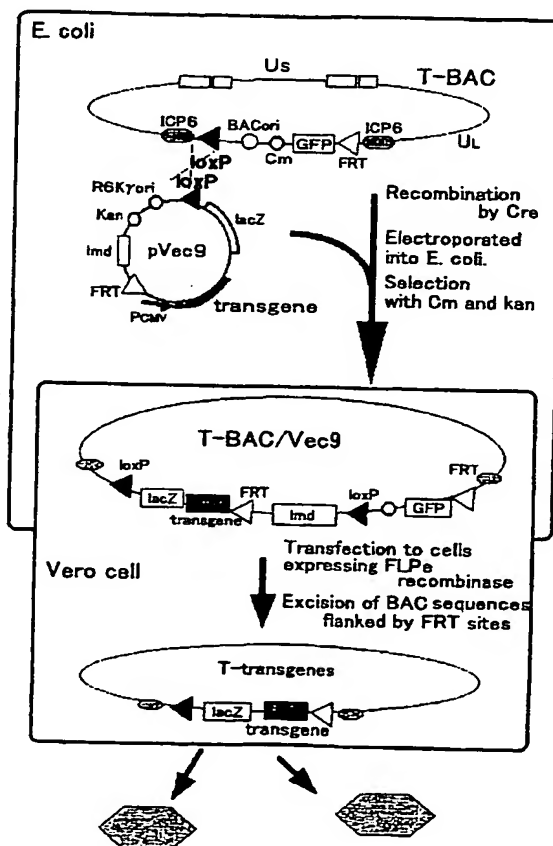 E. coli
Us
T-BAC
ICP6
BACori
Cm
GFP
FRT
ICP6
UL
loxP
loxP
R6Kγori
Kan
lacZ
lmd
pVec9
FRT
PCMV
transgene
Recombination
by Cre
Electroporated
into E. coli.
Selection
with Cm and kan
T-BAC/Vec9
loxP
FRT
lacZ
FRT
loxP
GFP
transgene
lmd
Vero cell
Transfection to cells
expressing FLPe
recombinase
Excision of BAC sequences
flanked by FRT sites
T-transgenes
lacZ
transgene